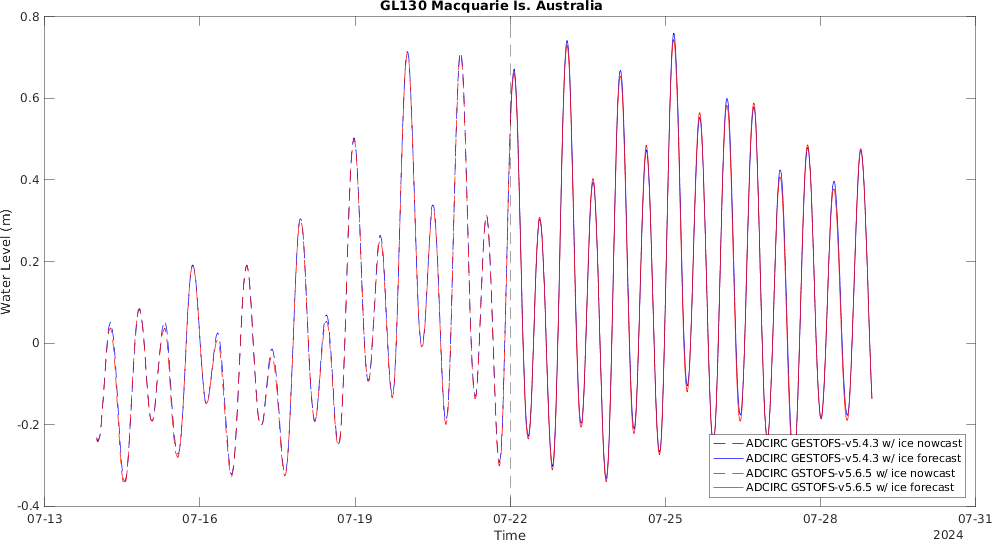 GL130 Macquarie Is. Australia
0.8
0.6
0.4
0.2
0
-0.2
-0.4
Water Level (m)
ADCIRC GESTOFS-v5.4.3 w/ ice nowcast
ADCIRC GESTOFS-v5.4.3 w/ ice forecast
ADCIRC GSTOFS-v5.6.5 w/ ice nowcast
ADCIRC GSTOFS-v5.6.5 w/ ice forecast
07-13 07-16 07-19 07-22 07-25 07-28 07-31
Time
2024